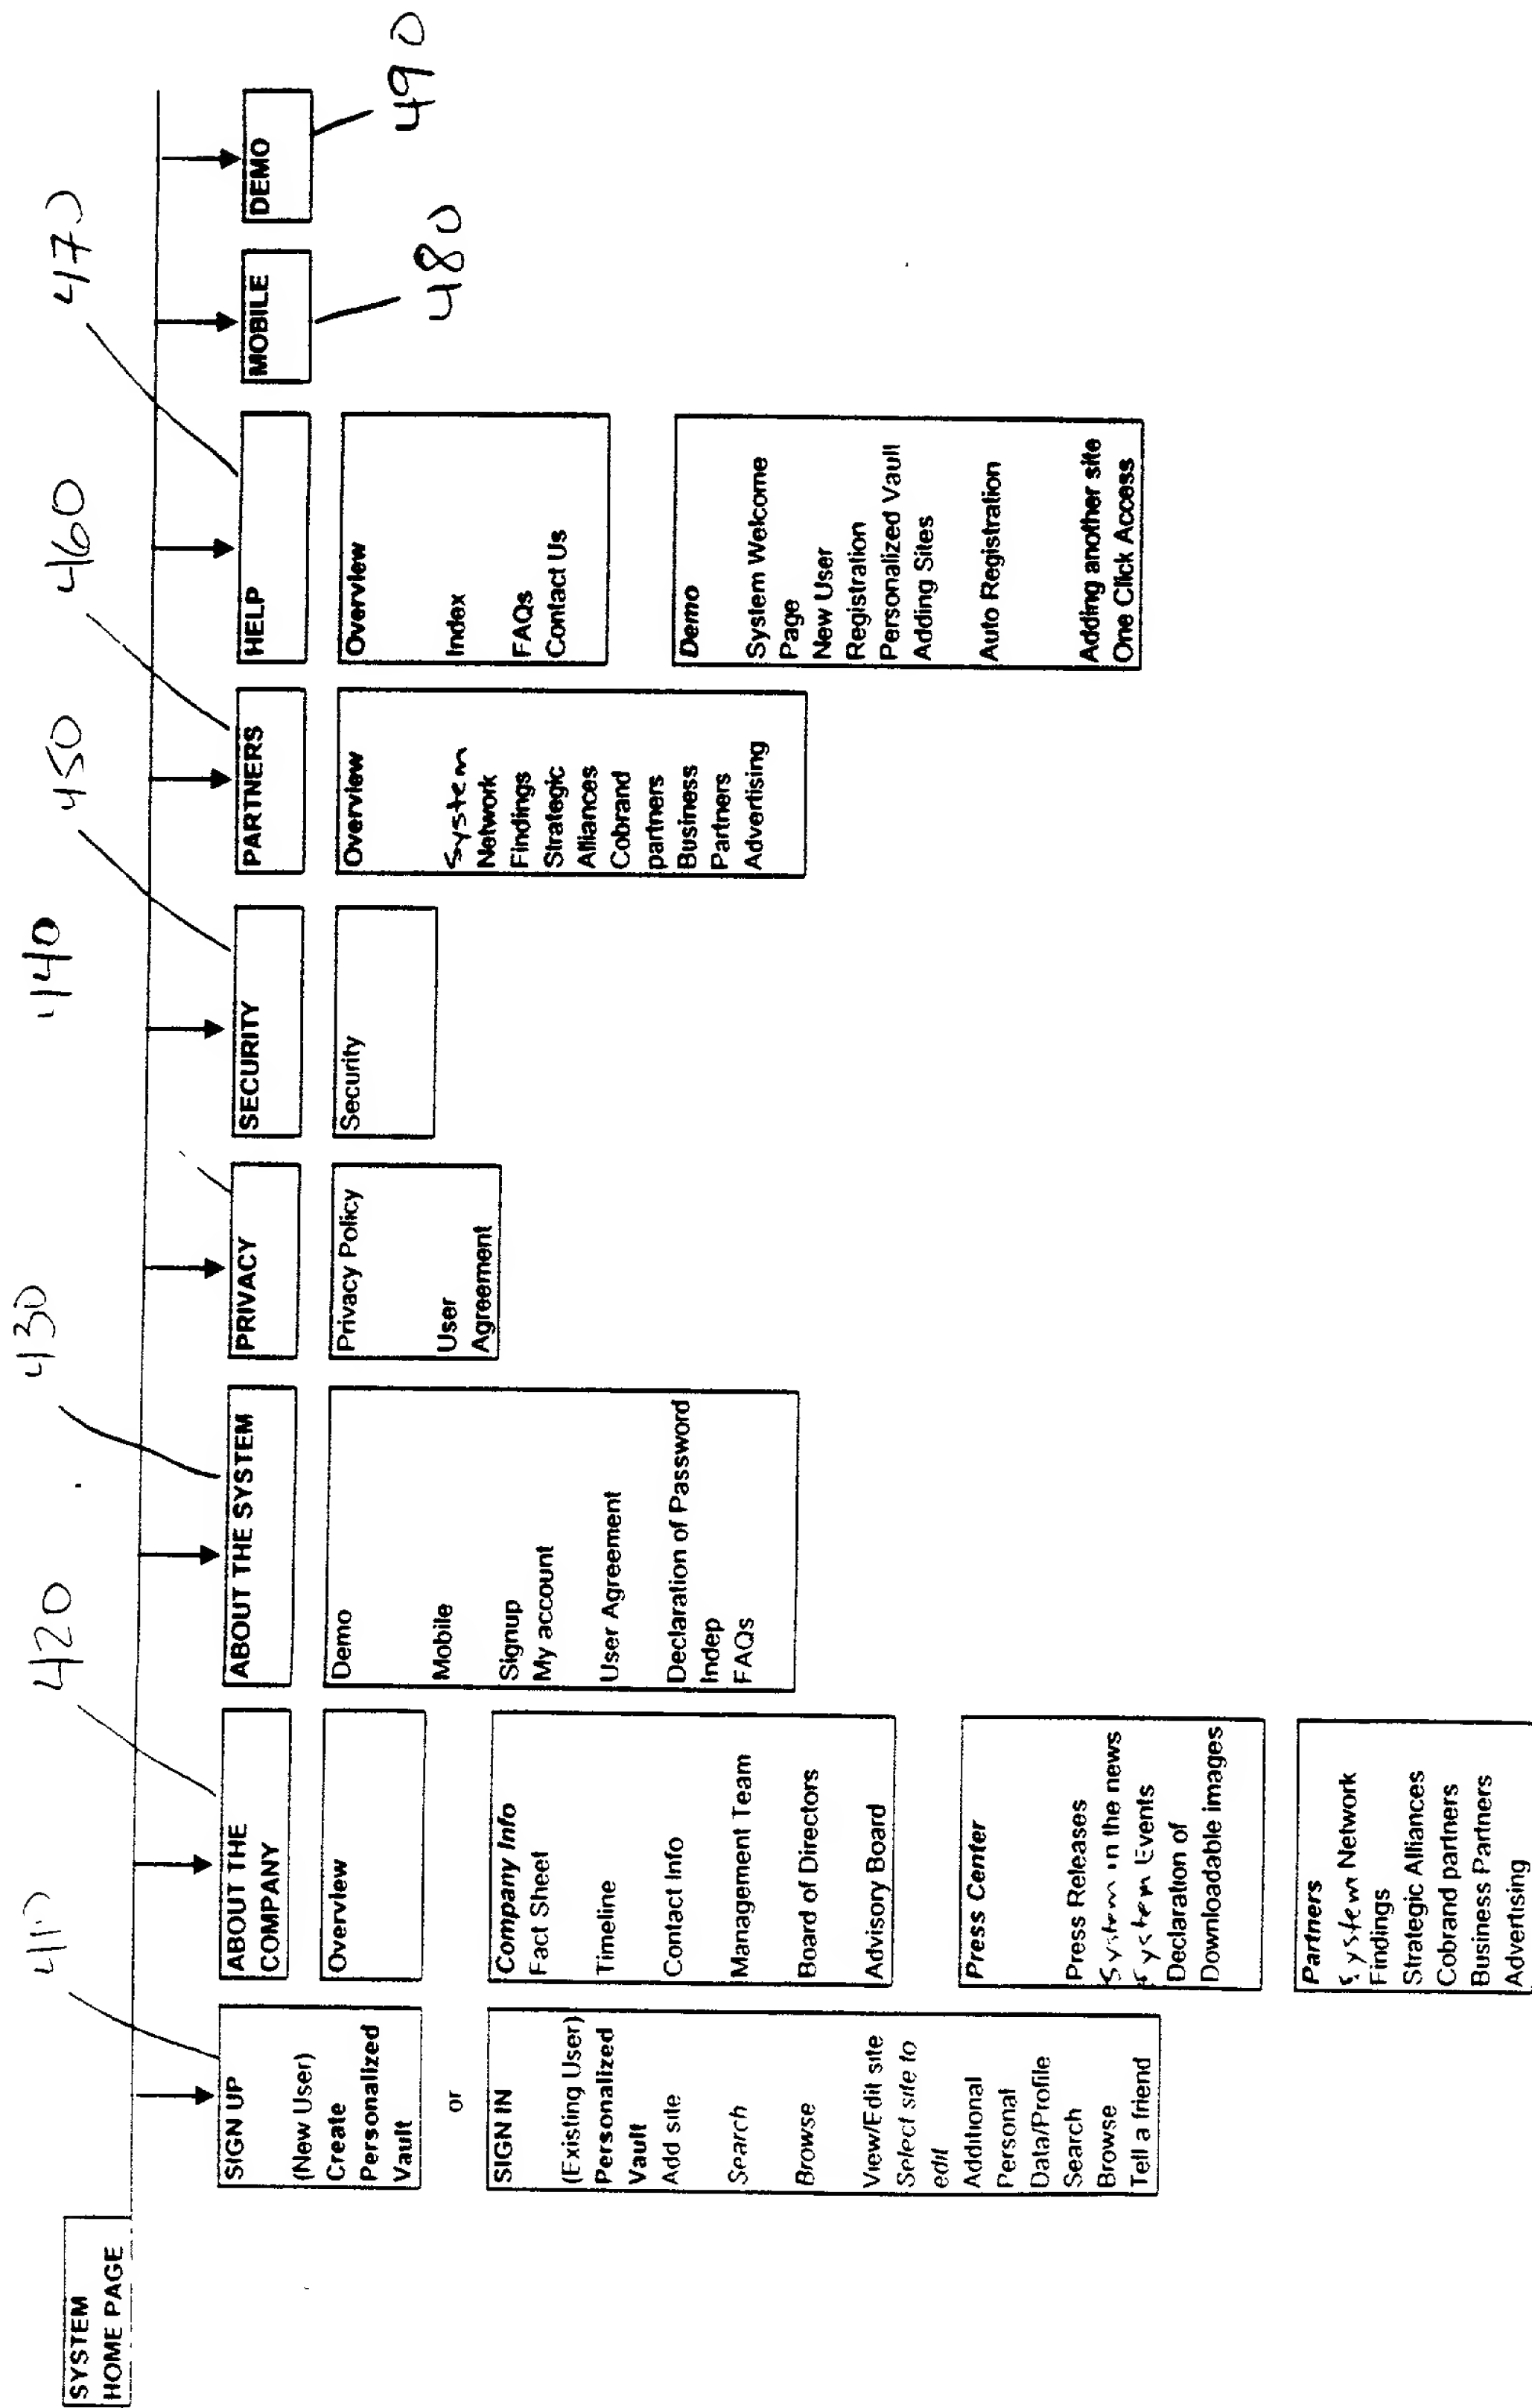 SYSTEM
HOME PAGE
410
420
430
440
450
460
470
SIGN UP
(New User)
Create
Personalized
Vault
or
SIGN IN
(Existing User)
Personalized
Vault
Add site
Search
Browse
View/Edit site
Select site to
edit
Additional
Personal
Data/Profile
Search
Browse
Tell a friend
ABOUT THE
COMPANY
Overview
Company Info
Fact Sheet
Timeline
Contact Info
Management Team
Board of Directors
Advisory Board
Press Center
Press Releases
System in the news
System Events
Declaration of
Downloadable images
Partners
System Network
Findings
Strategic Alliances
Cobrand partners
Business Partners
Advertising
ABOUT THE SYSTEM
Demo
Mobile
Signup
My account
User Agreement
Declaration of Password
Indep
FAQs
PRIVACY
Privacy Policy
User
Agreement
SECURITY
Security
PARTNERS
Overview
System
Network
Findings
Strategic
Alliances
Cobrand
partners
Business
Partners
Advertising
HELP
Overview
Index
FAQs
Contact Us
Demo
System Welcome
Page
New User
Registration
Personalized Vault
Adding Sites
Auto Registration
Adding another site
One Click Access
MOBILE
480
DEMO
490